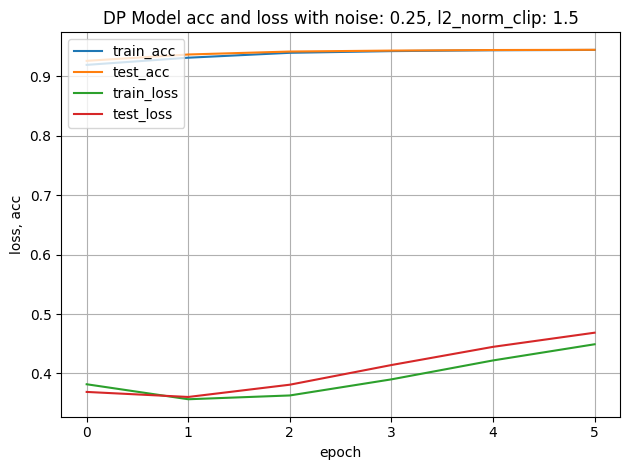 DP Model acc and loss with noise: 0.25, l2_norm_clip: 1.5
train_acc
test_acc
train_loss
test_loss
0.9
0.8
0.7
0.6
0.5
0.4
loss, acc
0 1 2 3 4 5
epoch